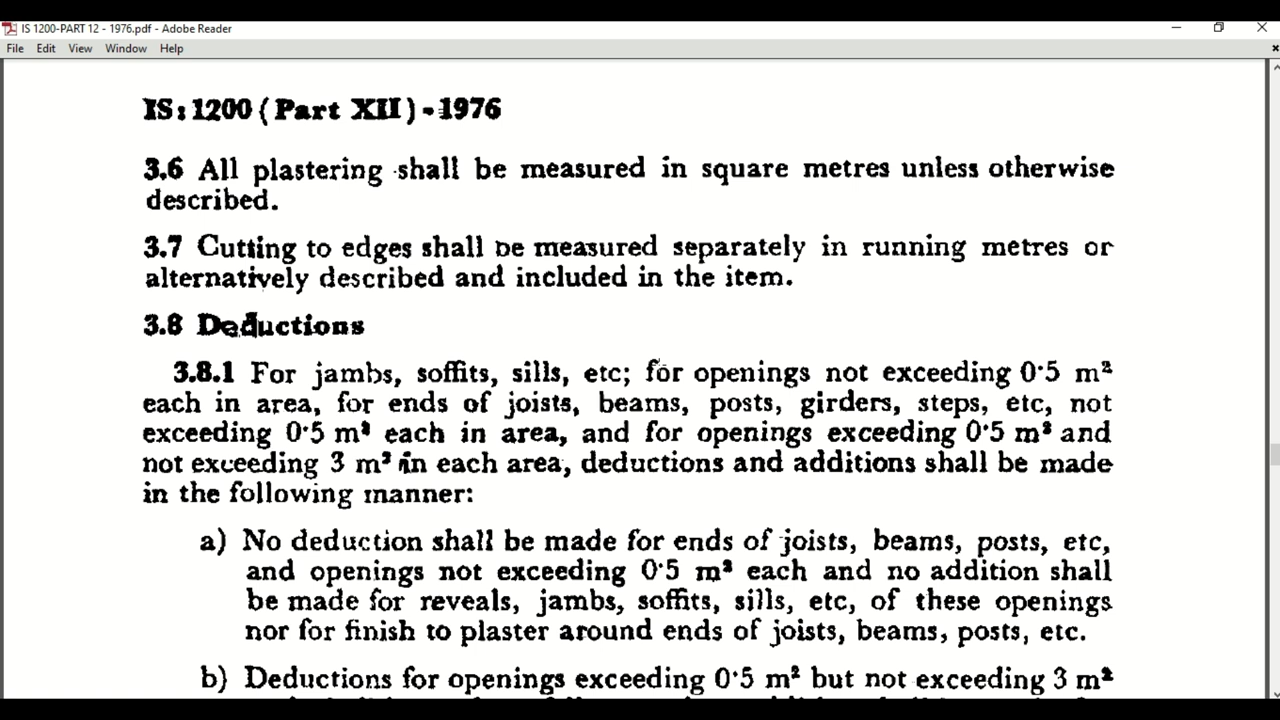 IS 1200-PART 12 - 1976.pdf - Adobe Reader
File Edit View Window Help
IS : 1200 ( Part XII ) - 1976
3.6 All plastering shall be measured in square metres unless otherwise
described.
3.7 Cutting to edges shall be measured separately in running metres or
alternatively described and included in the item.
3.8 Deductions
3.8.1 For jambs, soffits, sills, etc; for openings not exceeding 0·5 m²
each in area, for ends of joists, beams, posts, girders, steps, etc, not
exceeding 0·5 m² each in area, and for openings exceeding 0·5 m² and
not exceeding 3 m² in each area, deductions and additions shall be made
in the following manner:
a) No deduction shall be made for ends of joists, beams, posts, etc,
and openings not exceeding 0·5 m² each and no addition shall
be made for reveals, jambs, soffits, sills, etc, of these openings
nor for finish to plaster around ends of joists, beams, posts, etc.
b) Deductions for openings exceeding 0·5 m² but not exceeding 3 m²